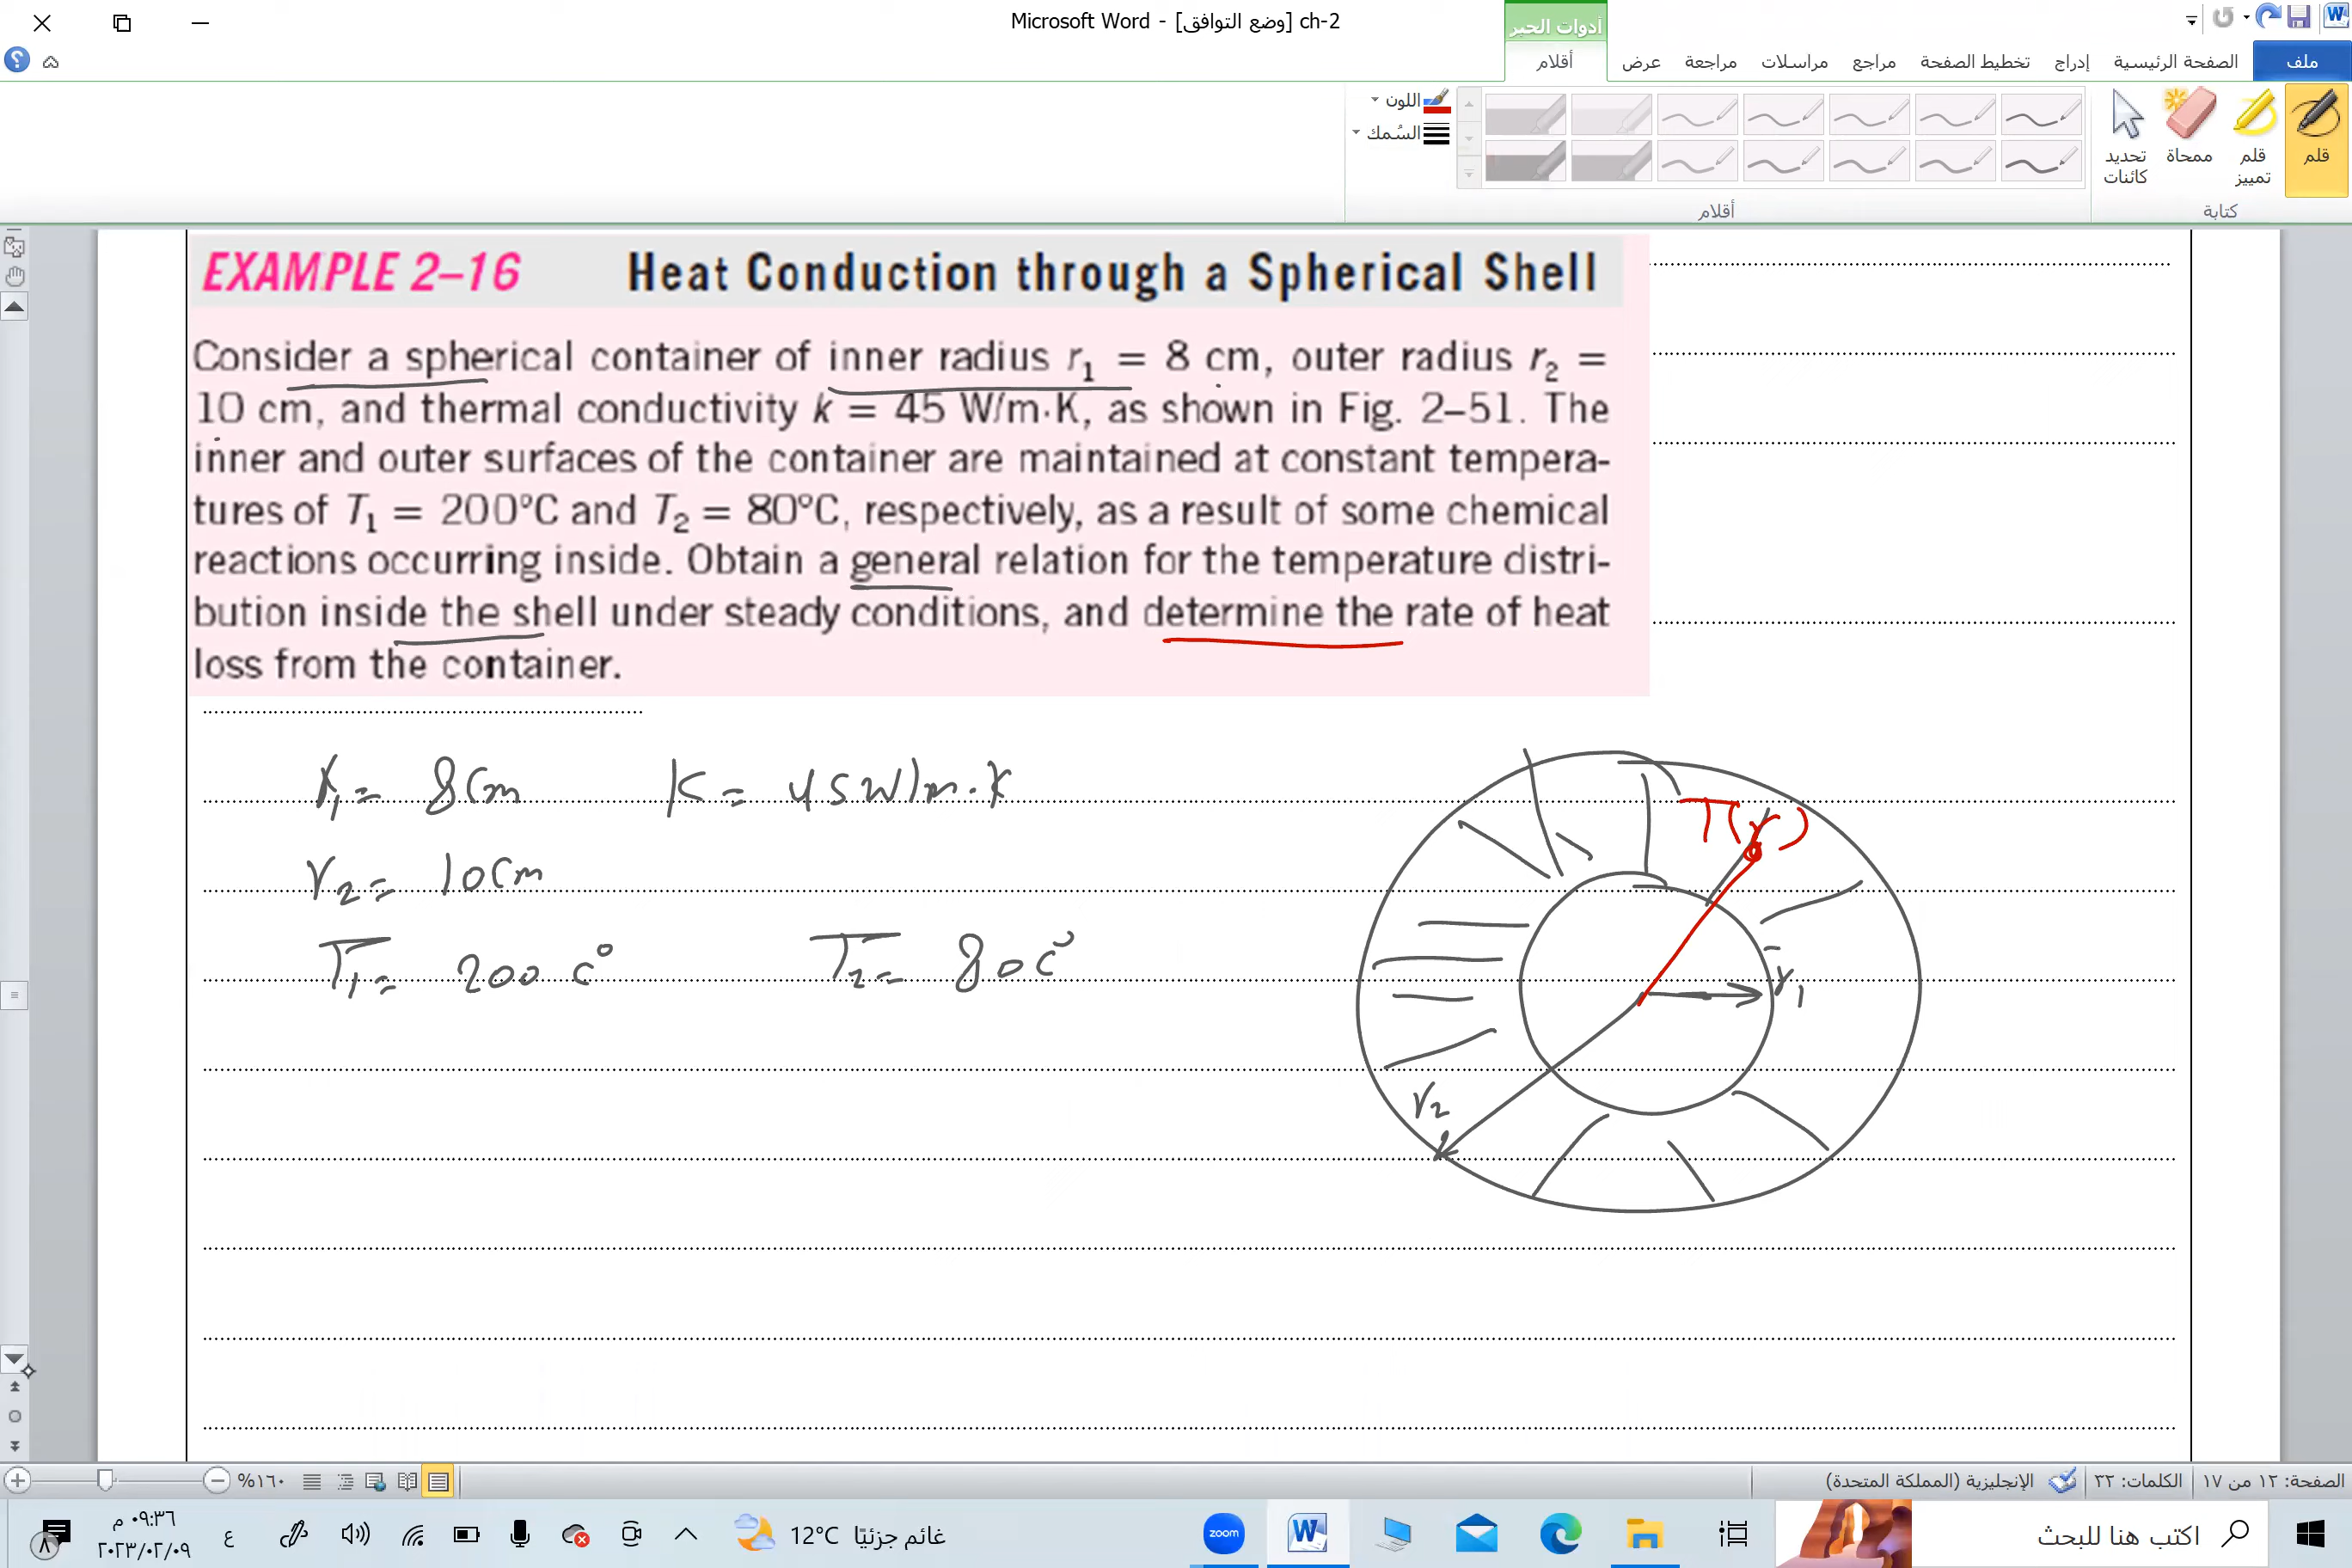 ch-2 [وضع التوافق] - Microsoft Word
أدوات الحبر
ملف الصفحة الرئيسية إدراج تخطيط الصفحة مراجع مراسلات مراجعة عرض أقلام
قلم
قلم تمييز
ممحاة
تحديد كائنات
اللون
السُمك
كتابة
أقلام
EXAMPLE 2–16 Heat Conduction through a Spherical Shell
Consider a spherical container of inner radius r₁ = 8 cm, outer radius r₂ =
10 cm, and thermal conductivity k = 45 W/m·K, as shown in Fig. 2–51. The
inner and outer surfaces of the container are maintained at constant tempera-
tures of T₁ = 200°C and T₂ = 80°C, respectively, as a result of some chemical
reactions occurring inside. Obtain a general relation for the temperature distri-
bution inside the shell under steady conditions, and determine the rate of heat
loss from the container.
r₁ = 8 cm K = 45 W/m.K
r₂ = 10 cm
T₁ = 200 c° T₂ = 80 c°
T(r)
r₁
r₂
الصفحة: ١٢ من ١٧ الكلمات: ٣٢ الإنجليزية (المملكة المتحدة)
%١٦٠
اكتب هنا للبحث
zoom
12°C غائم جزئيًا
ع
٠٩:٣٦ م
٢٠٢٣/٠٢/٠٩
٨